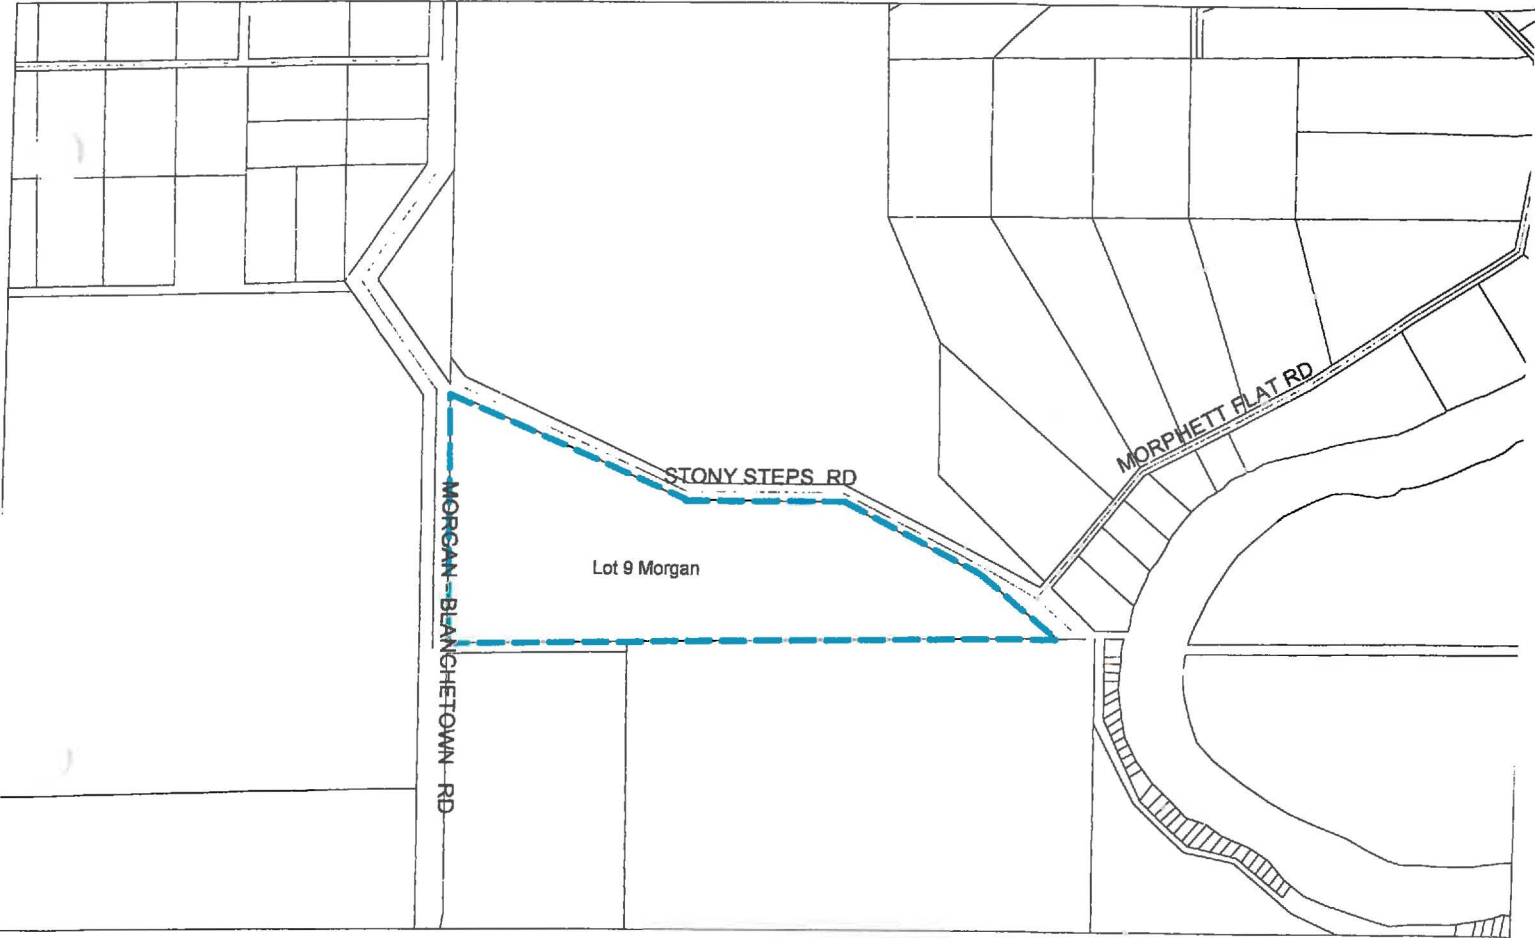 MORPHETT FLAT RD
STONY STEPS RD
MORGAN - BLANCHETOWN RD
Lot 9 Morgan